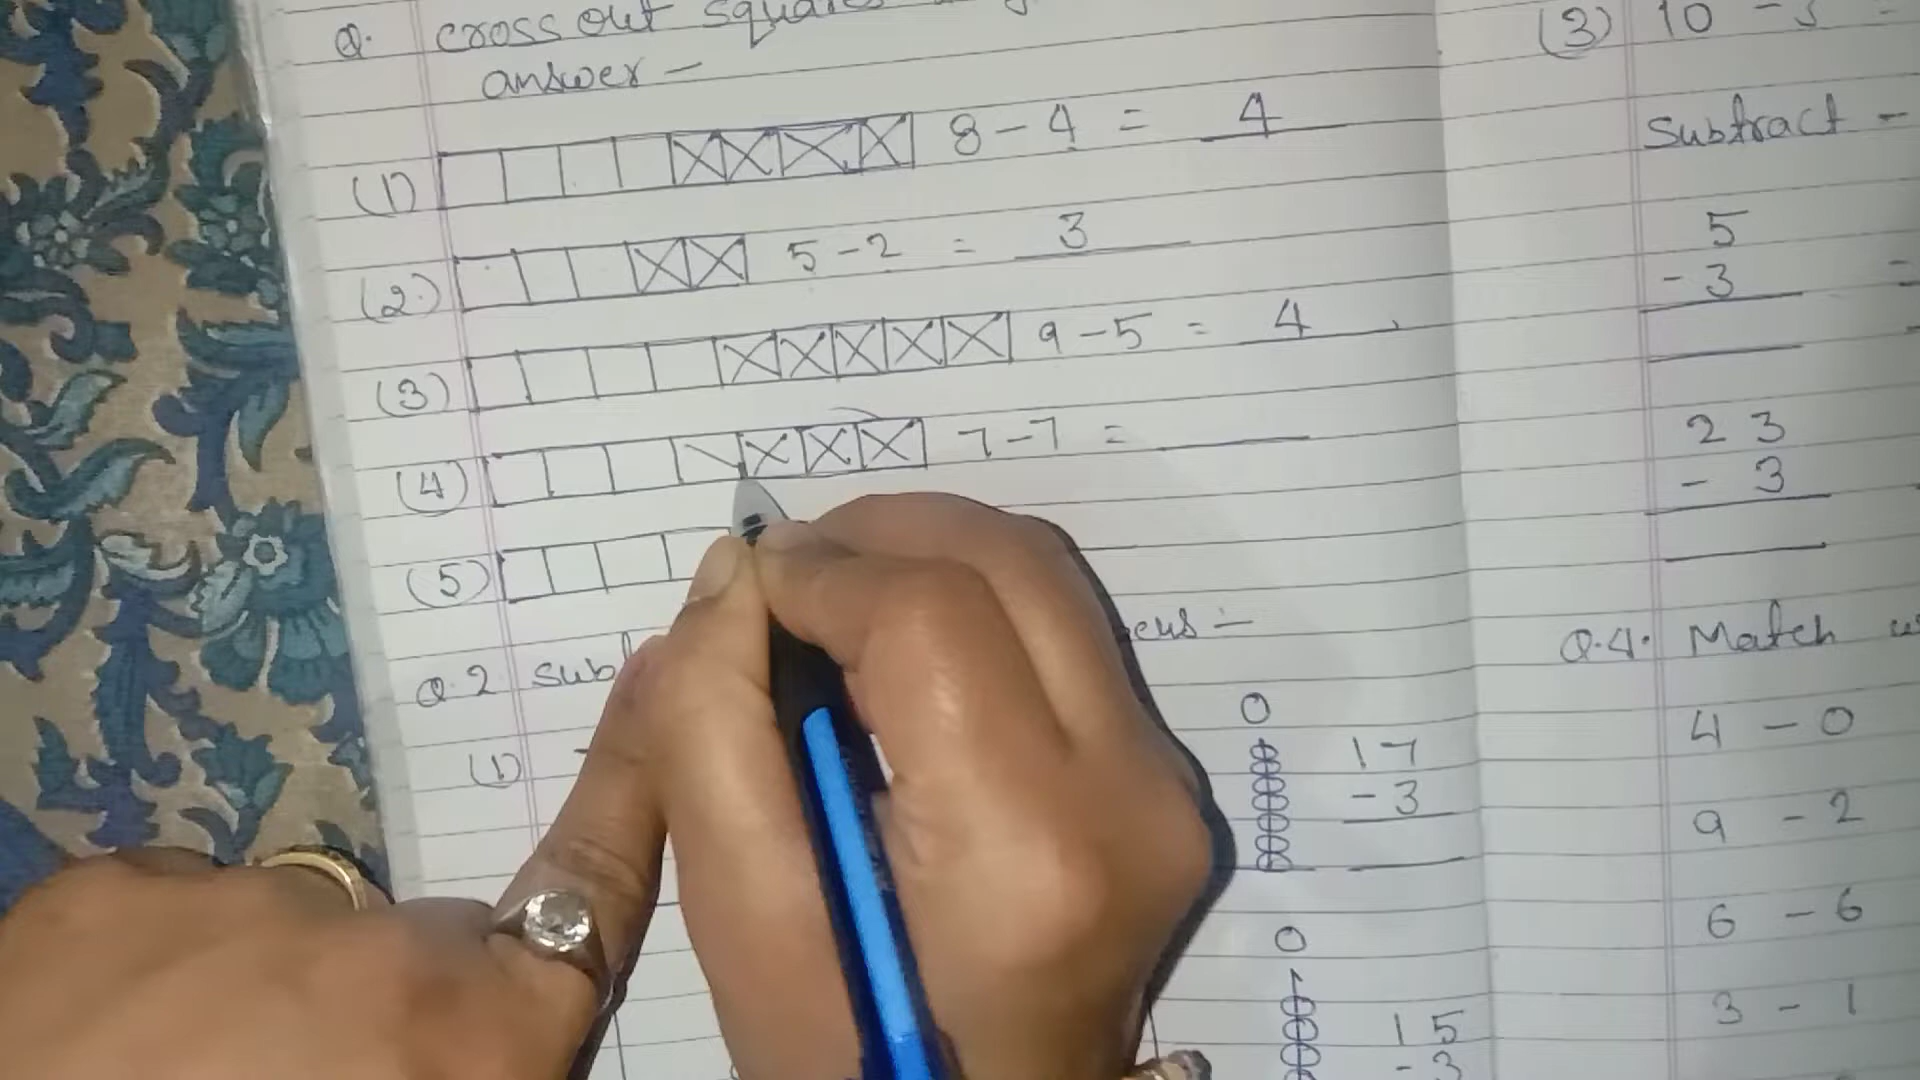 Q. cross out squares
answer –
(1) 8 – 4 = 4
(2.) 5 – 2 = 3
(3) 9 – 5 = 4
(4) 7 – 7 =
(5)
Q.2
(1)
0
17
- 3
0
15
- 3
(3) 10 –
Subtract –
5
- 3
23
- 3
Q.4. Match
4 – 0
9 – 2
6 – 6
3 – 1